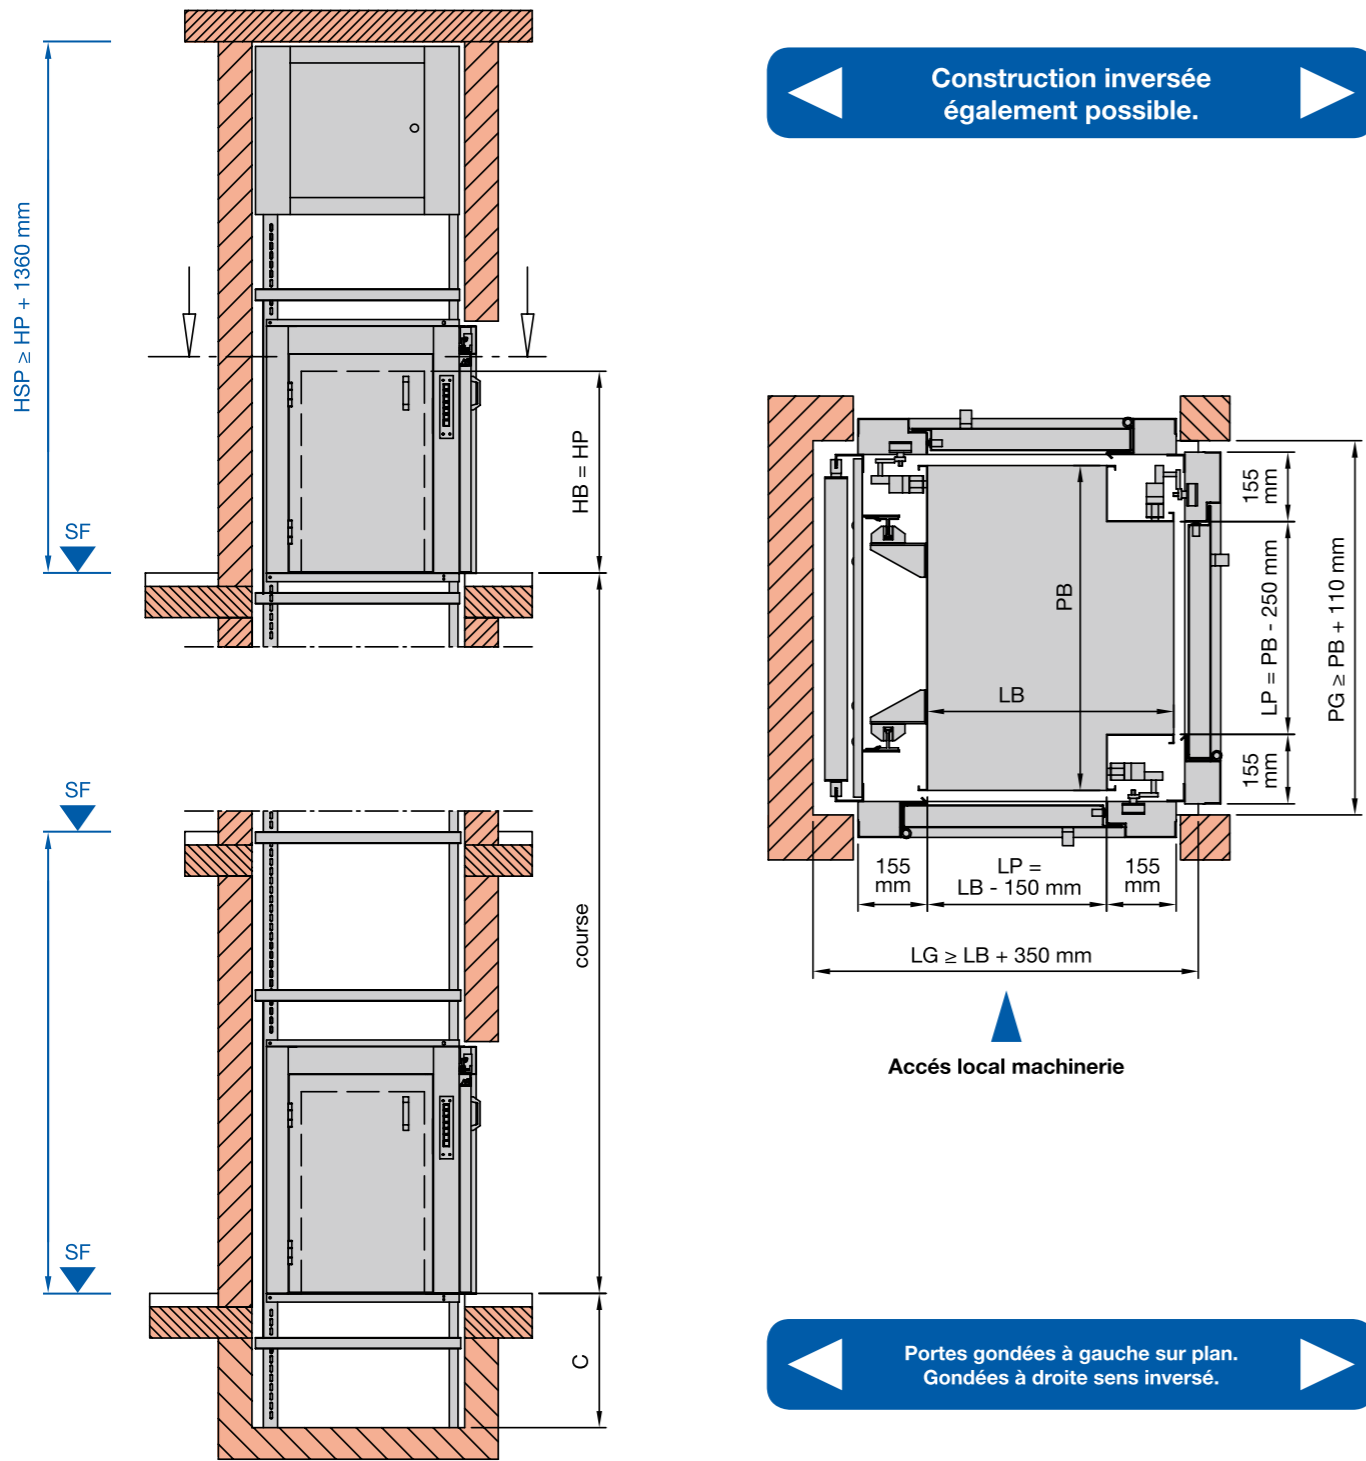 HSP ≥ HP + 1360 mm
SF
HB = HP
course
SF
SF
C
Construction inversée
également possible.
PB
LB
155
mm
LP = PB - 250 mm
155
mm
PG ≥ PB + 110 mm
155
mm
LP =
LB - 150 mm
155
mm
LG ≥ LB + 350 mm
Accés local machinerie
Portes gondées à gauche sur plan.
Gondées à droite sens inversé.